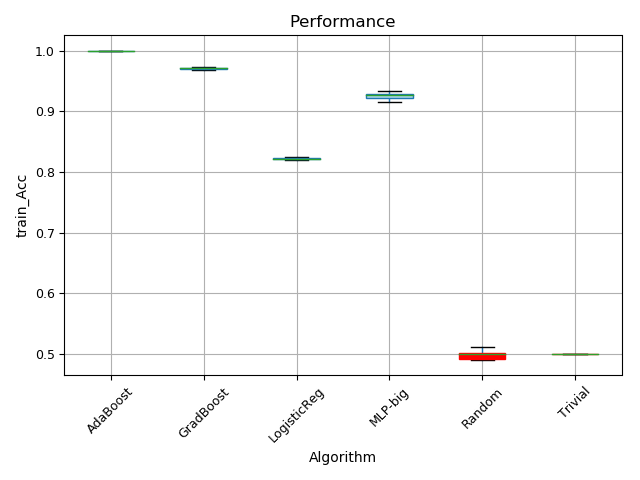 Performance
train_Acc
1.0
0.9
0.8
0.7
0.6
0.5
AdaBoost
GradBoost
LogisticReg
MLP-big
Random
Trivial
Algorithm